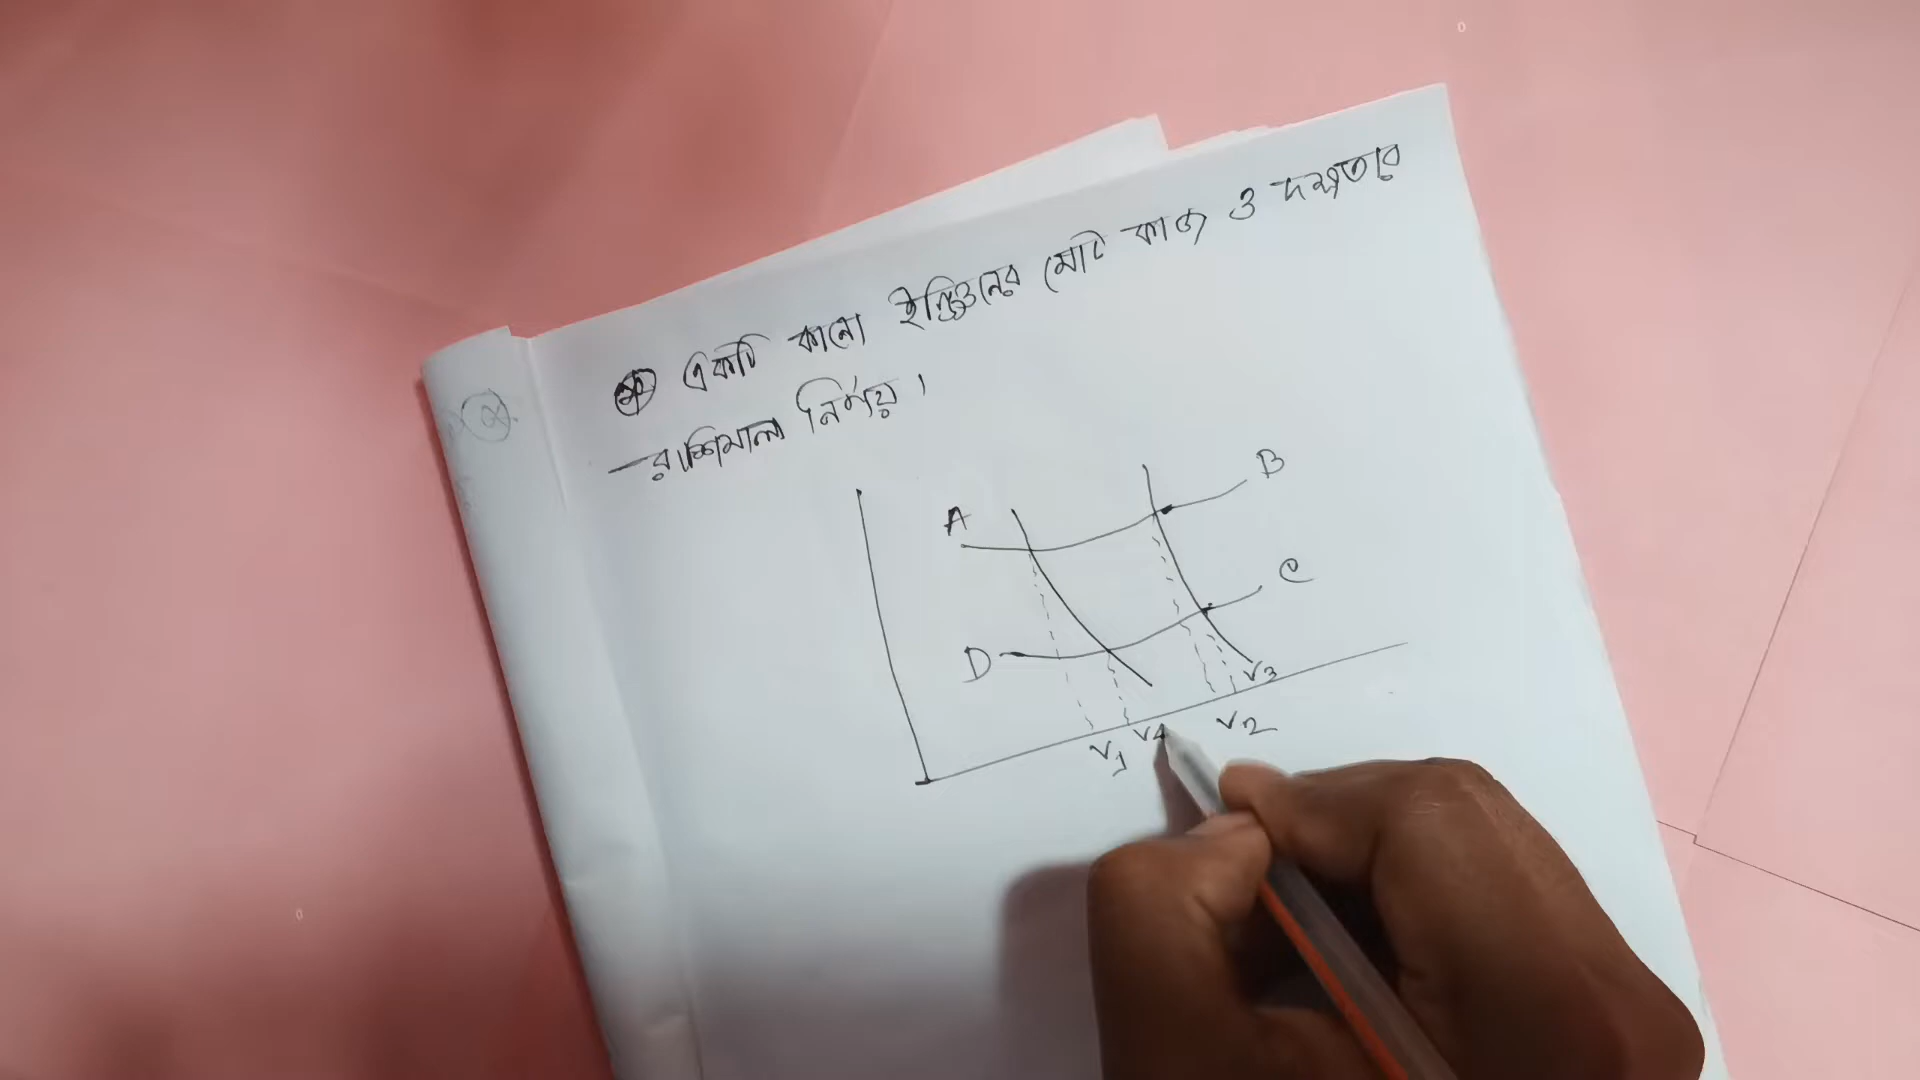 একটি কার্নো ইঞ্জিনের মোট কাজ ও দক্ষতার
রাশিমালা নির্ণয়।
A
B
C
D
V3
V1 V4 V2